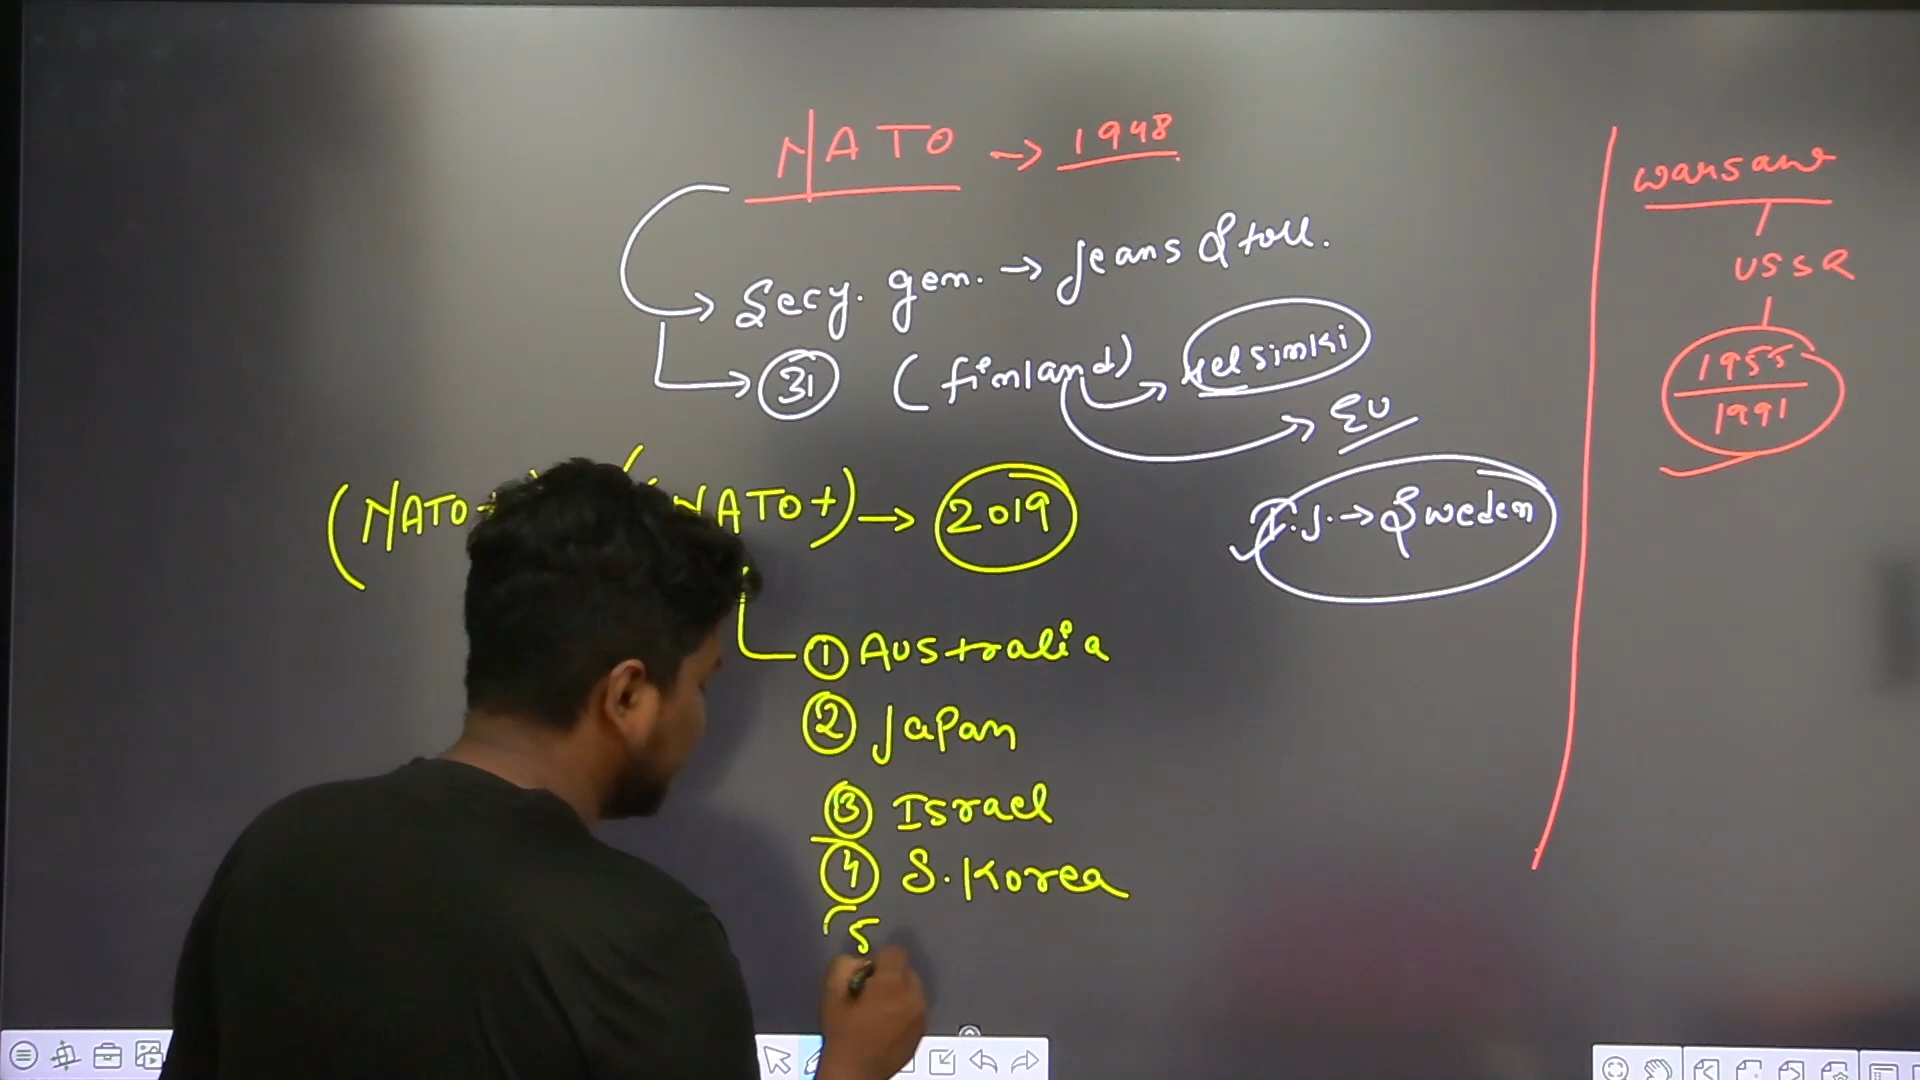 NATO → 1948
Secy. gen. → Jeans Stoll.
31 (Finland) → Helsinki
→ EU
(NATO+ NATO+) → 2019
→ Sweden
① Australia
② Japan
③ Israel
④ S. Korea
5
Warsaw
USSR
1955
1991